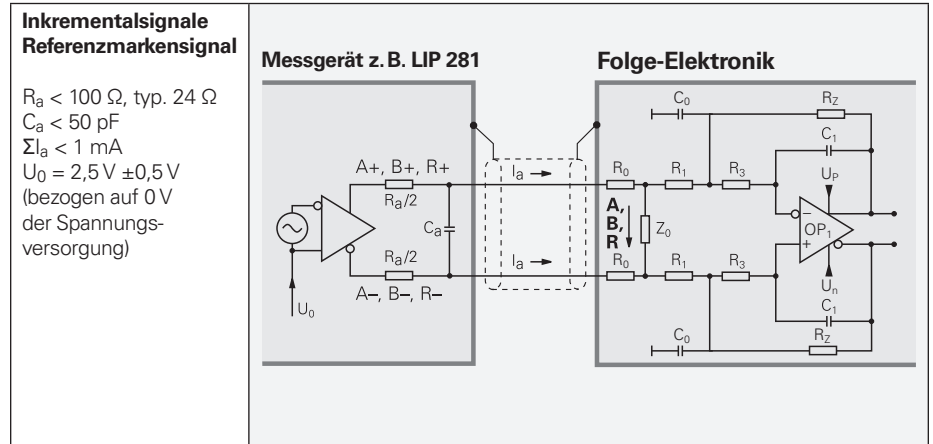 Inkrementalsignale
Referenzmarkensignal
Rₐ < 100 Ω, typ. 24 Ω
Cₐ < 50 pF
ΣIₐ < 1 mA
U₀ = 2,5 V ±0,5 V
(bezogen auf 0 V
der Spannungs-
versorgung)
Messgerät z. B. LIP 281
Folge-Elektronik
C₀
R_Z
C₁
A+, B+, R+
Iₐ
R₀
R₁
R₃
U_P
Rₐ/2
Cₐ
A,
B,
R
Z₀
−
OP₁
+
Rₐ/2
Iₐ
R₀
R₁
R₃
A−, B−, R−
Uₙ
U₀
C₁
C₀
R_Z